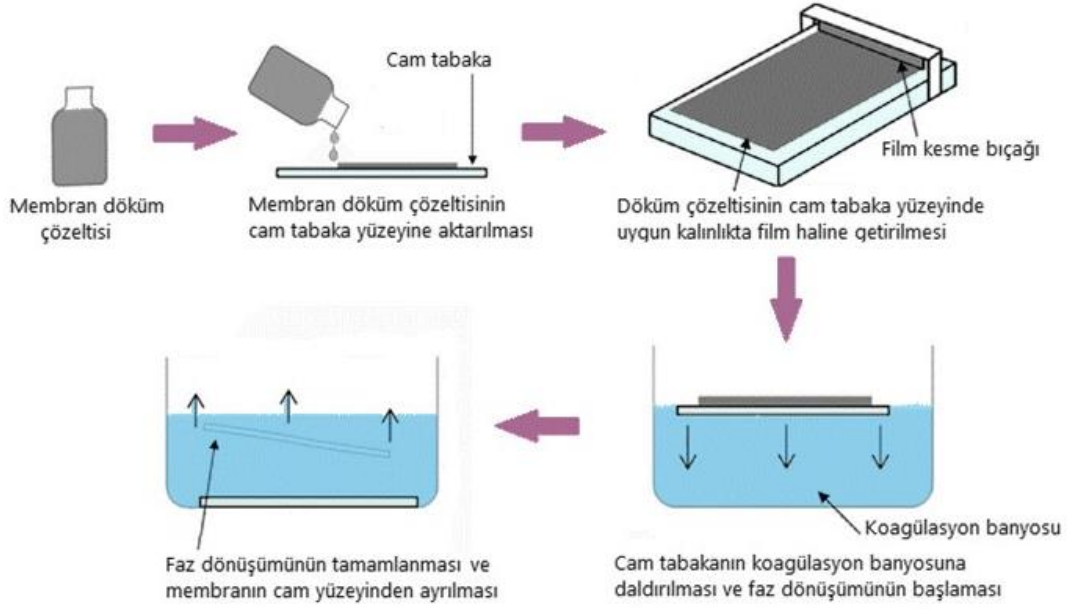 Cam tabaka
Film kesme bıçağı
Membran döküm
çözeltisi
Membran döküm çözeltisinin
cam tabaka yüzeyine aktarılması
Döküm çözeltisinin cam tabaka yüzeyinde
uygun kalınlıkta film haline getirilmesi
Koagülasyon banyosu
Faz dönüşümünün tamamlanması ve
membranın cam yüzeyinden ayrılması
Cam tabakanın koagülasyon banyosuna
daldırılması ve faz dönüşümünün başlaması